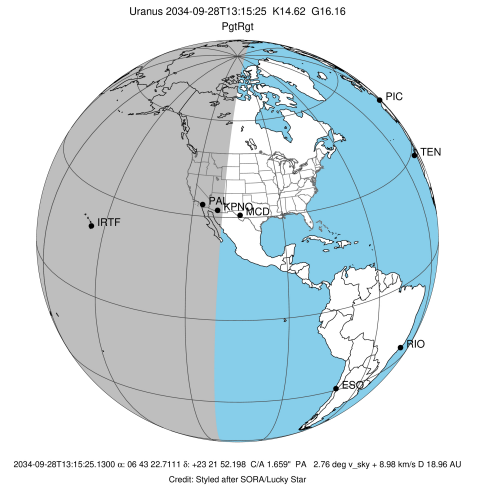 Uranus 2034-09-28T13:15:25 K14.62 G16.16
PgtRgt
PIC
TEN
PAL
KPNO
MCD
IRTF
RIO
ESO
2034-09-28T13:15:25.1300 α: 06 43 22.7111 δ: +23 21 52.198 C/A 1.659" PA 2.76 deg v_sky + 8.98 km/s D 18.96 AU
Credit: Styled after SORA/Lucky Star